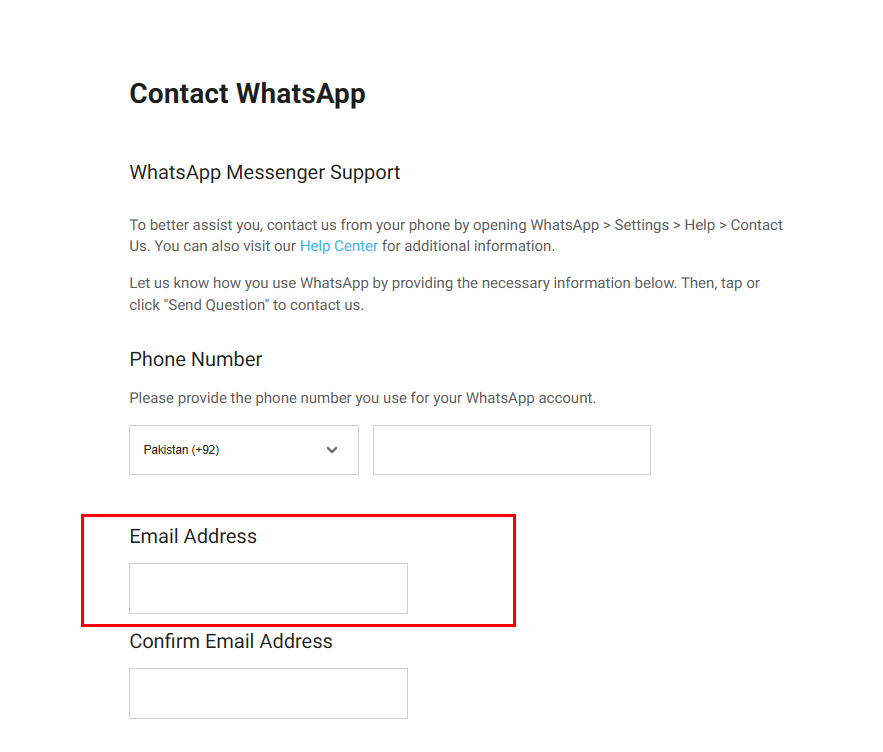 Contact WhatsApp
WhatsApp Messenger Support
To better assist you, contact us from your phone by opening WhatsApp > Settings > Help > Contact
Us. You can also visit our Help Center for additional information.
Let us know how you use WhatsApp by providing the necessary information below. Then, tap or
click "Send Question" to contact us.
Phone Number
Please provide the phone number you use for your WhatsApp account.
Pakistan (+92)
Email Address
Confirm Email Address